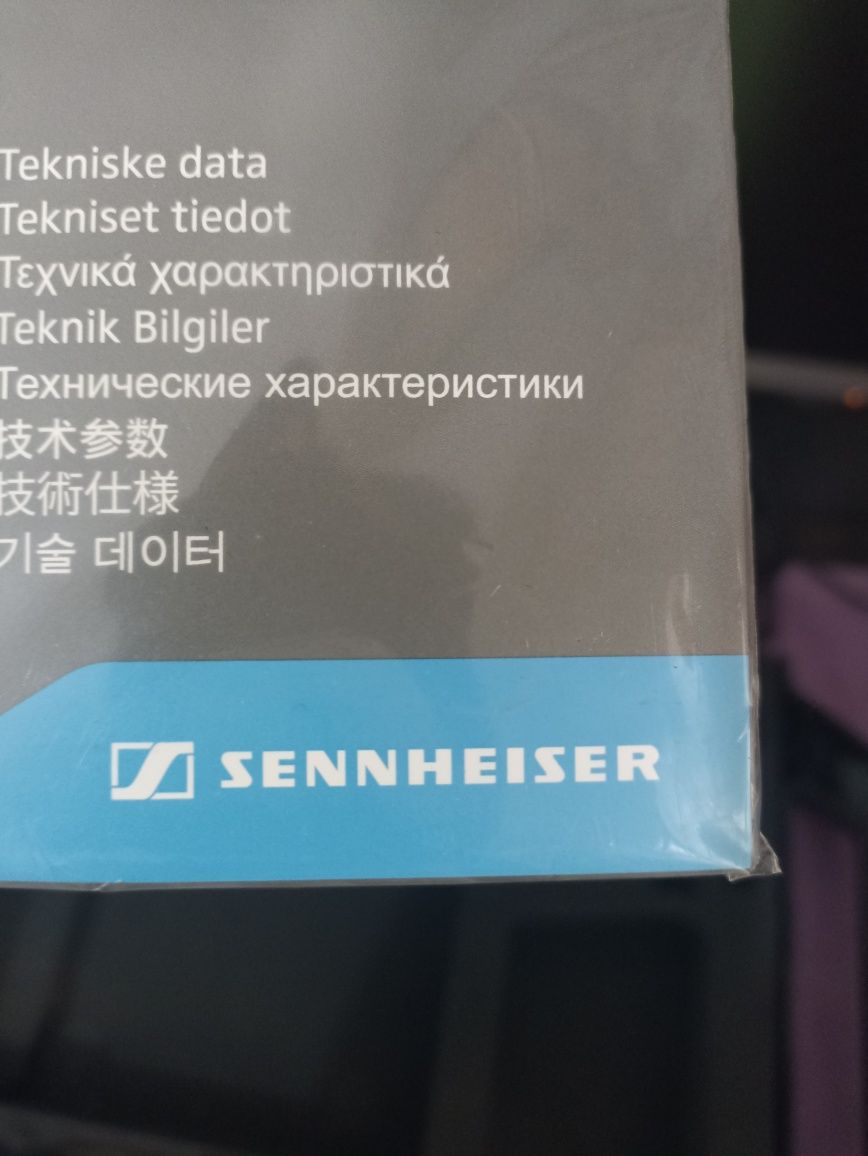 Tekniske data
Tekniset tiedot
Τεχνικά χαρακτηριστικά
Teknik Bilgiler
Технические характеристики
技术参数
技術仕様
기술 데이터
SENNHEISER